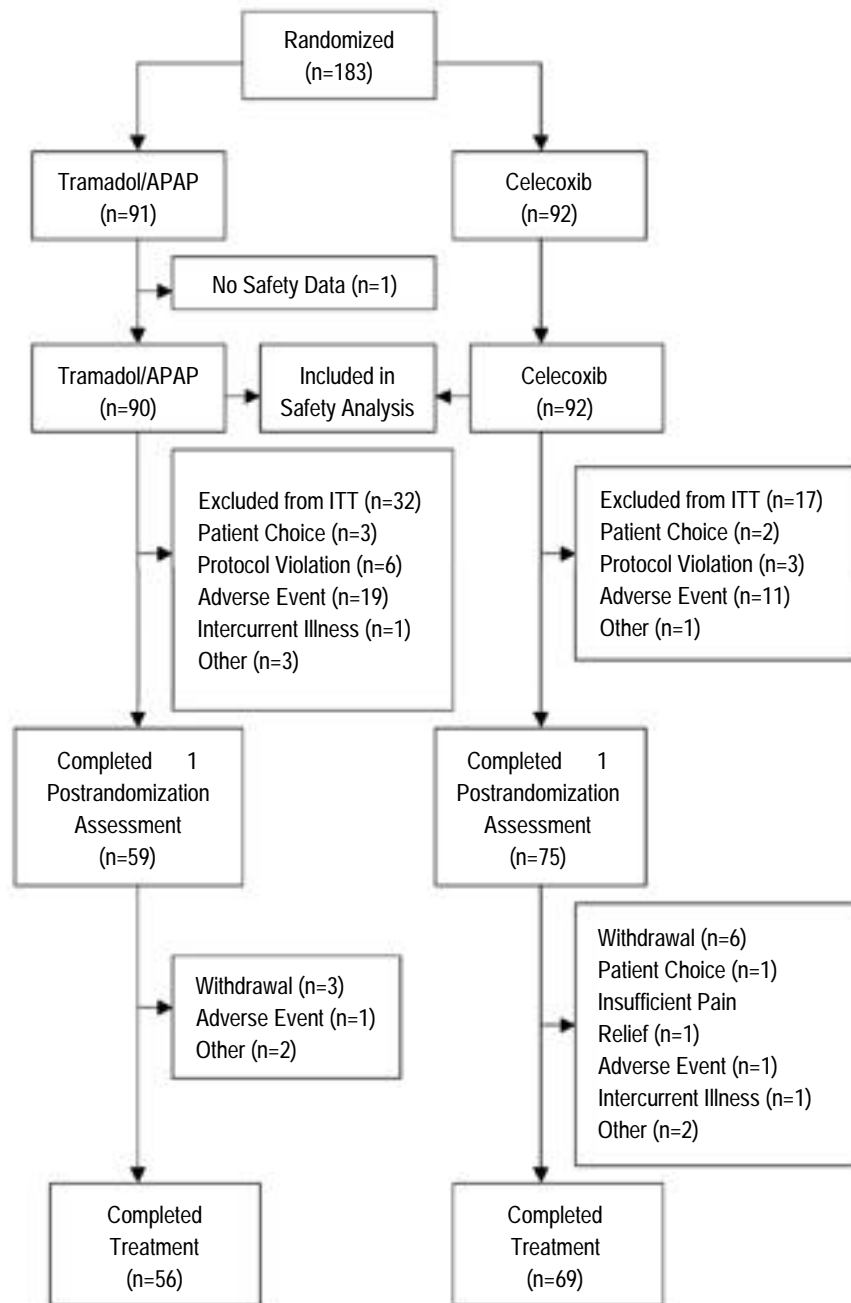 Randomized
(n=183)
Tramadol/APAP
(n=91)
Celecoxib
(n=92)
No Safety Data (n=1)
Tramadol/APAP
(n=90)
Included in
Safety Analysis
Celecoxib
(n=92)
Excluded from ITT (n=32)
Patient Choice (n=3)
Protocol Violation (n=6)
Adverse Event (n=19)
Intercurrent Illness (n=1)
Other (n=3)
Excluded from ITT (n=17)
Patient Choice (n=2)
Protocol Violation (n=3)
Adverse Event (n=11)
Other (n=1)
Completed 1
Postrandomization
Assessment
(n=59)
Completed 1
Postrandomization
Assessment
(n=75)
Withdrawal (n=3)
Adverse Event (n=1)
Other (n=2)
Withdrawal (n=6)
Patient Choice (n=1)
Insufficient Pain
Relief (n=1)
Adverse Event (n=1)
Intercurrent Illness (n=1)
Other (n=2)
Completed
Treatment
(n=56)
Completed
Treatment
(n=69)